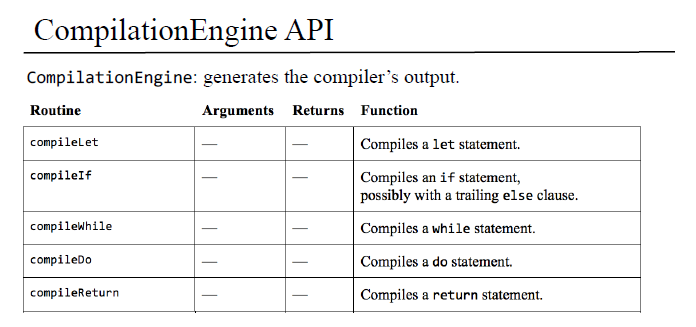 CompilationEngine API
CompilationEngine: generates the compiler's output.
Routine Arguments Returns Function
compileLet — — Compiles a let statement.
compileIf — — Compiles an if statement,
possibly with a trailing else clause.
compileWhile — — Compiles a while statement.
compileDo — — Compiles a do statement.
compileReturn — — Compiles a return statement.